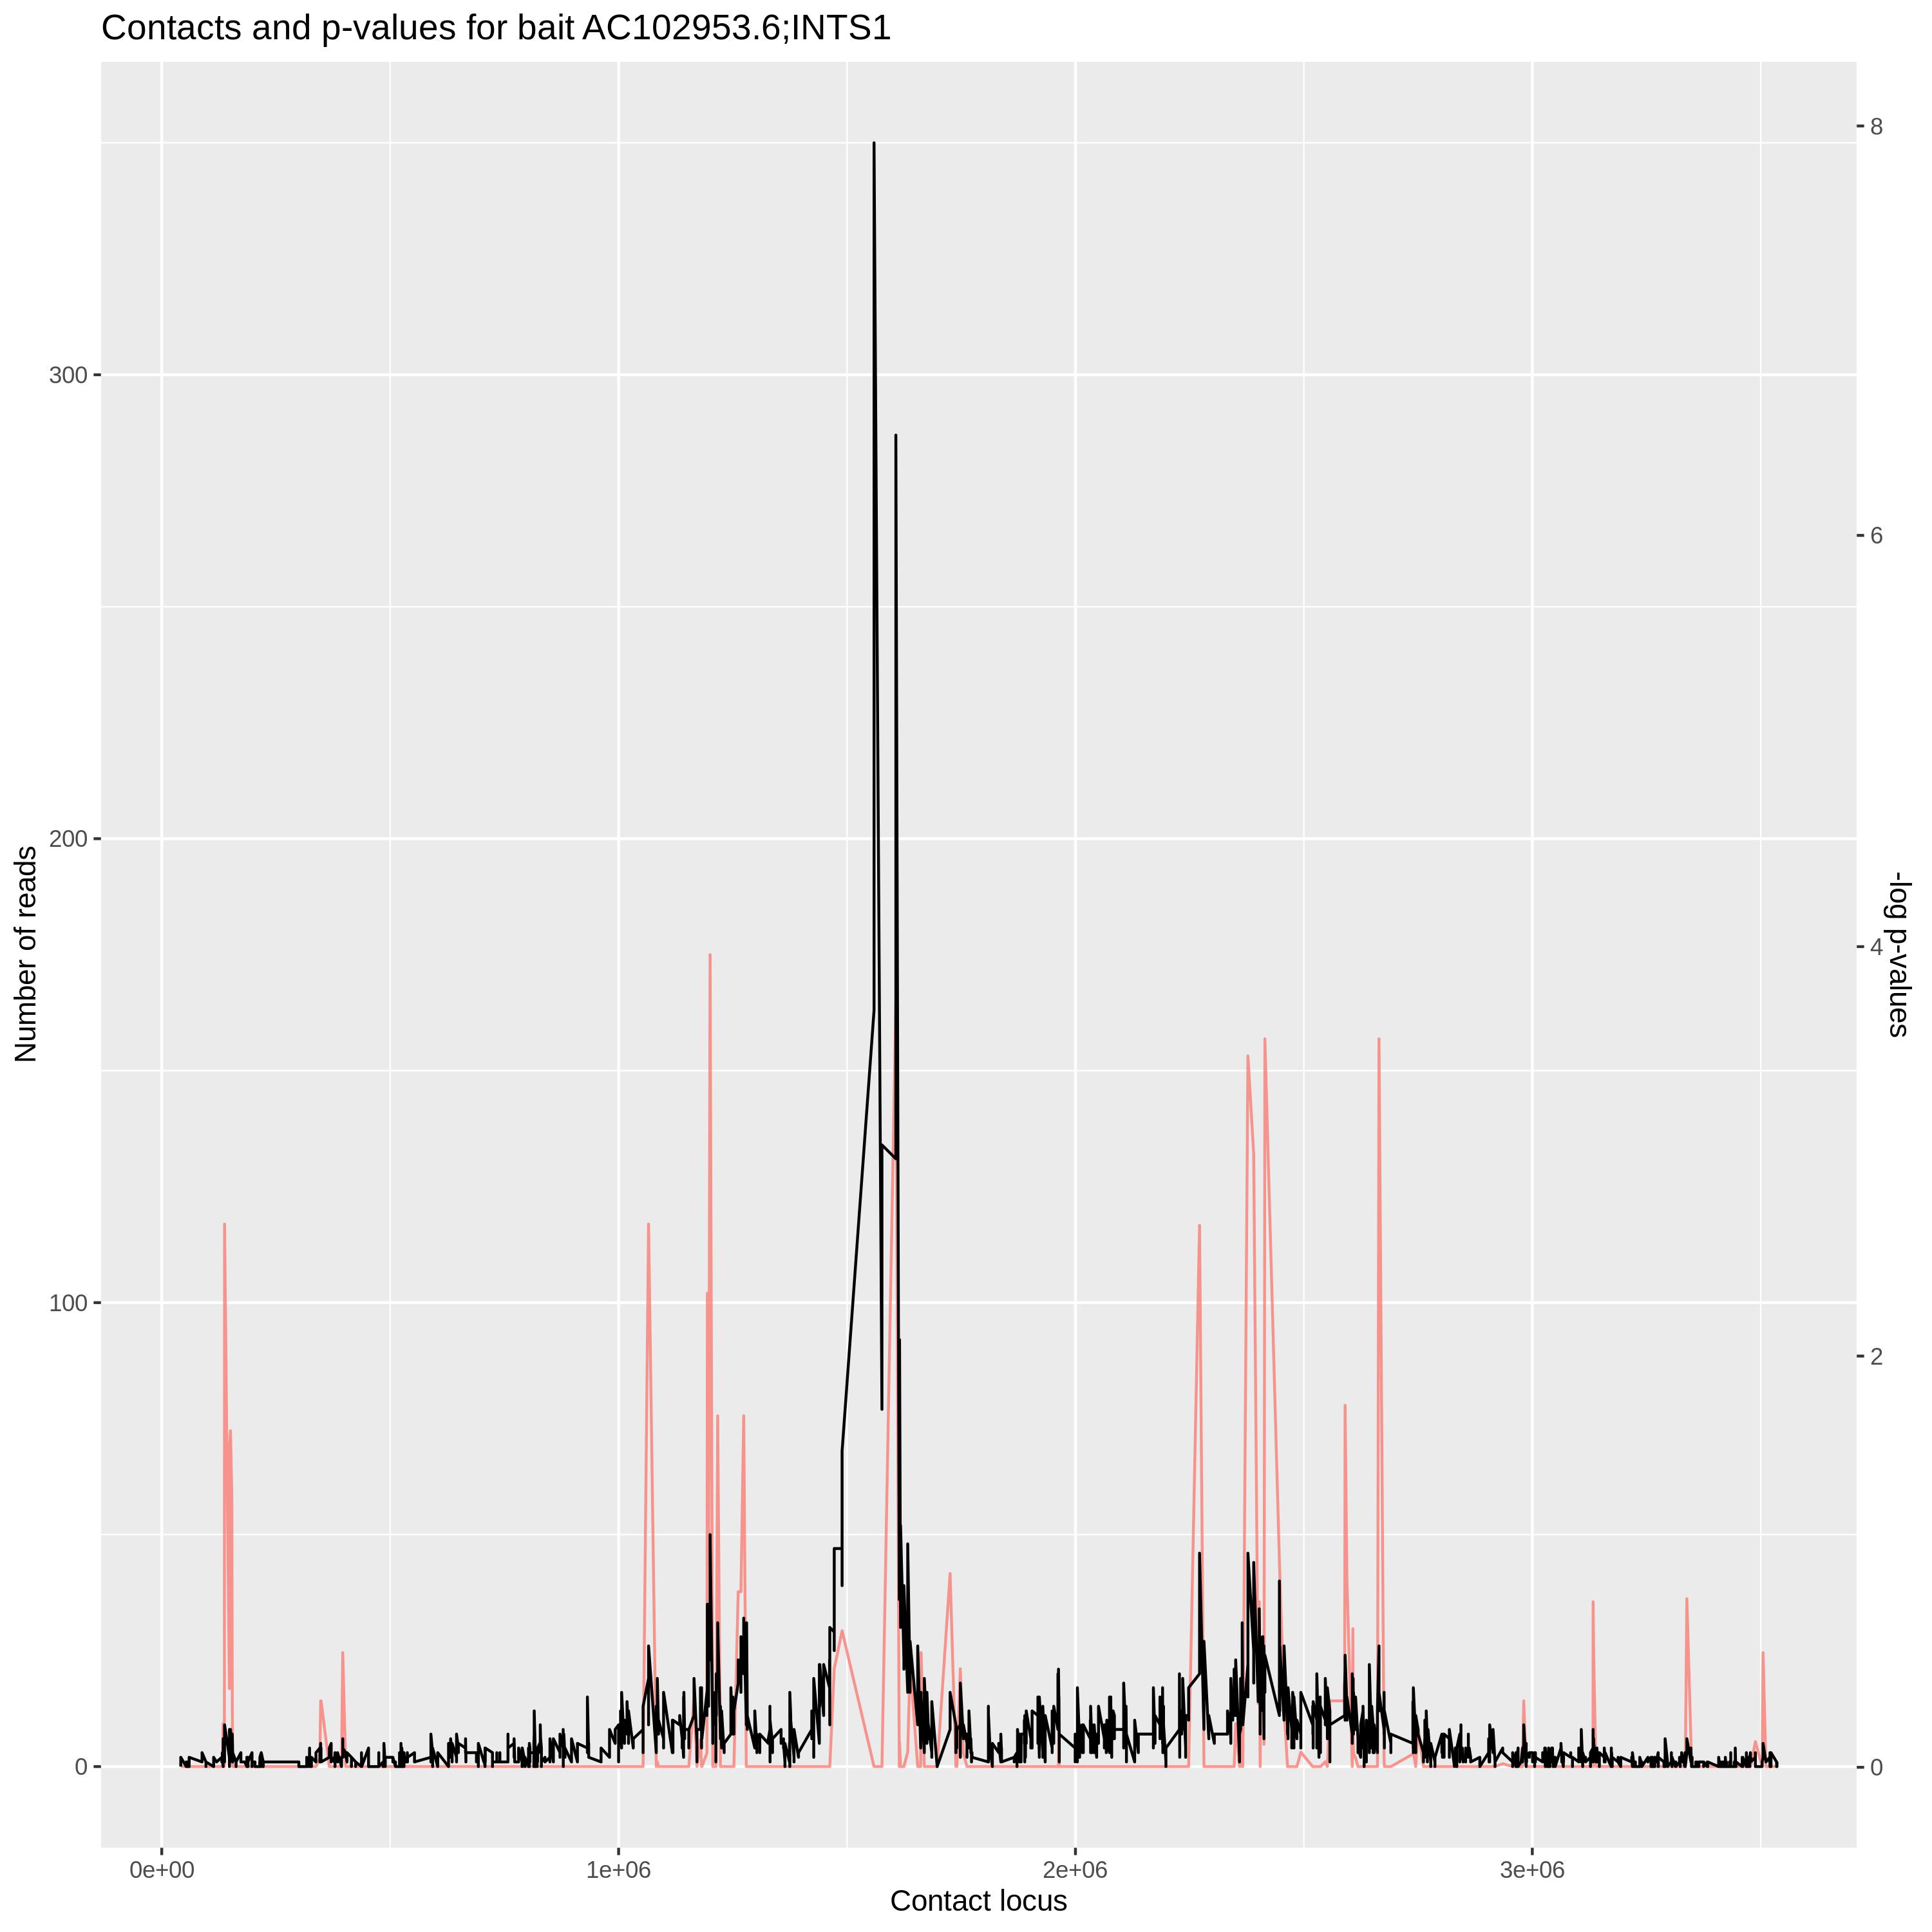 Contacts and p-values for bait AC102953.6;INTS1
Number of reads
300
200
100
0
8
6
4
2
0
-log p-values
0e+00
1e+06
2e+06
3e+06
Contact locus